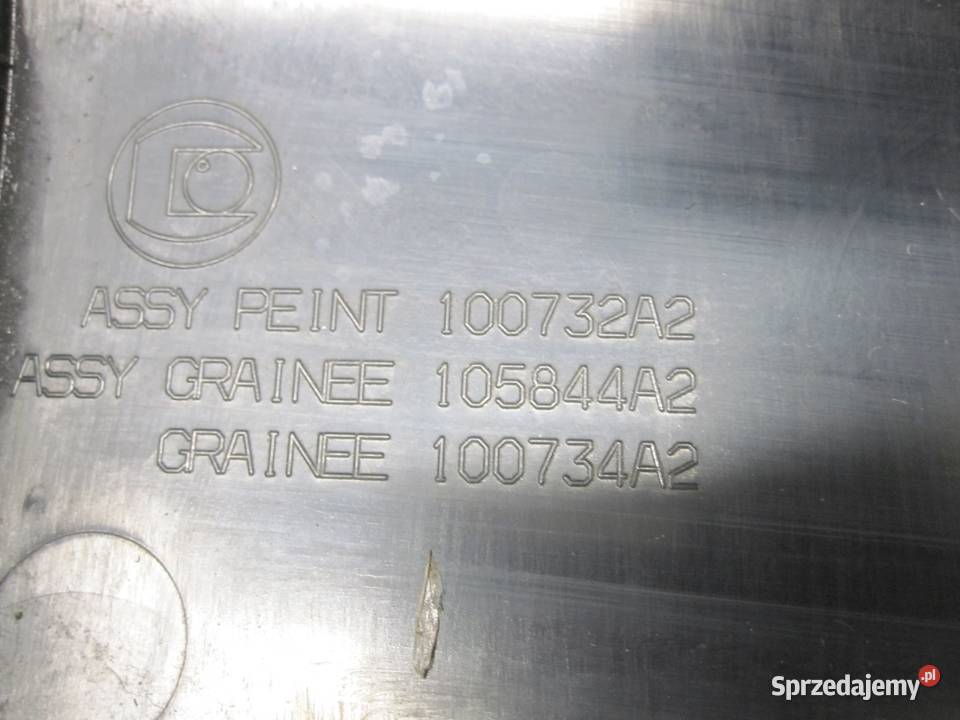 ASSY PEINT 100732A2
ASSY GRAINEE 105844A2
GRAINEE 100734A2
Sprzedajemy.pl